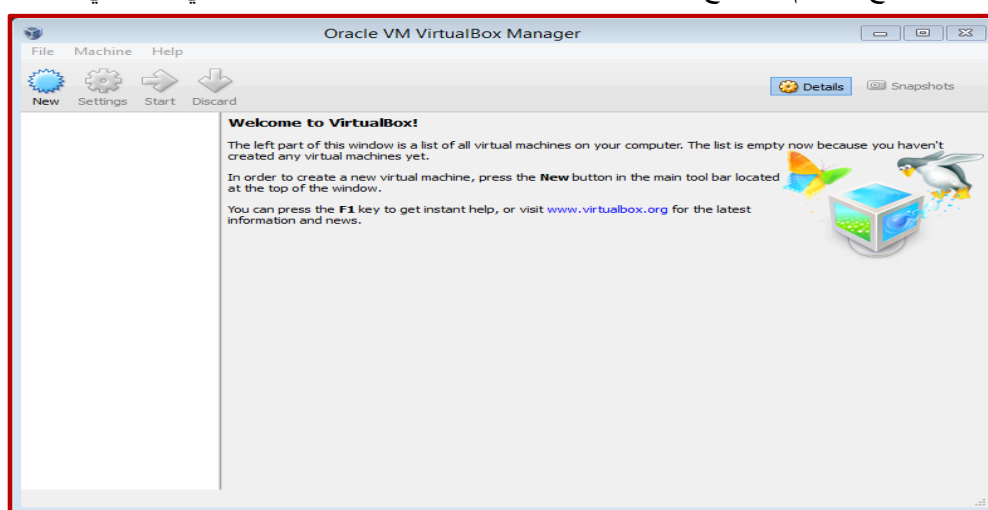 Oracle VM VirtualBox Manager
File Machine Help
New Settings Start Discard
Details Snapshots
Welcome to VirtualBox!
The left part of this window is a list of all virtual machines on your computer. The list is empty now because you haven't
created any virtual machines yet.
In order to create a new virtual machine, press the New button in the main tool bar located
at the top of the window.
You can press the F1 key to get instant help, or visit www.virtualbox.org for the latest
information and news.